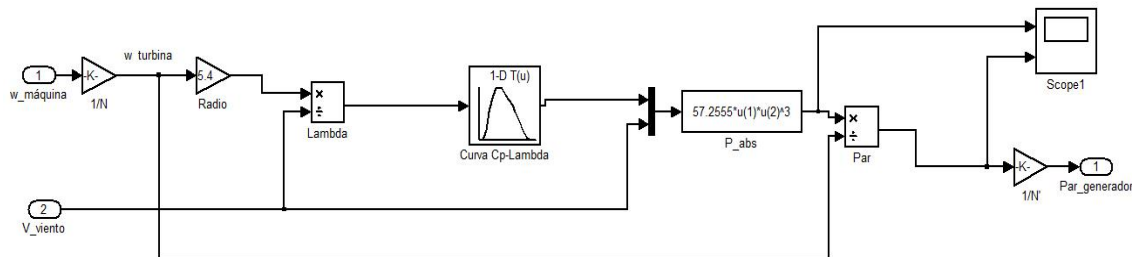 1
w_máquina
-K-
1/N
w_turbina
5.4
Radio
×
÷
Lambda
1-D T(u)
Curva Cp-Lambda
57.2555*u(1)*u(2)^3
P_abs
×
÷
Par
Scope1
-K-
1/N'
1
Par_generador
2
V_viento